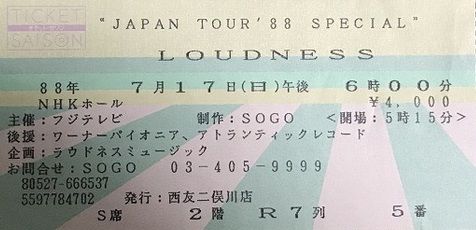 TICKET
SAISON
"JAPAN TOUR'88 SPECIAL"
LOUDNESS
88年 7月17日(日)午後 6時00分
NHKホール ¥4,000
主催:フジテレビ 制作:SOGO <開場:5時15分>
後援:ワーナーパイオニア、アトランティックレコード
企画:ラウドネスミュージック
お問合せ:SOGO 03-405-9999
80527-666537
5597784702 発行:西友二俣川店
S席 2階 R7列 5番